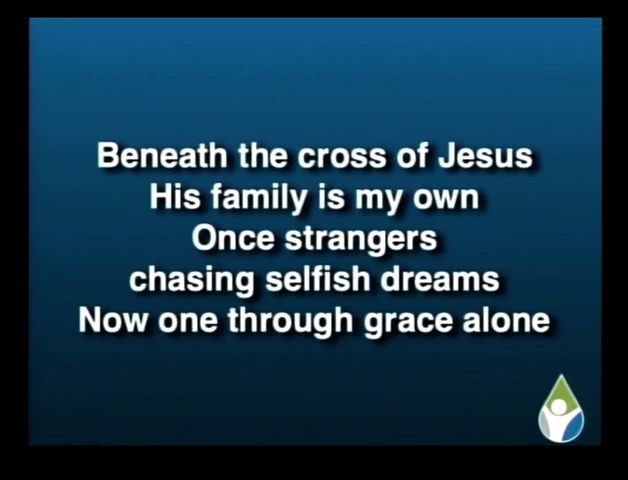 Beneath the cross of Jesus
His family is my own
Once strangers
chasing selfish dreams
Now one through grace alone